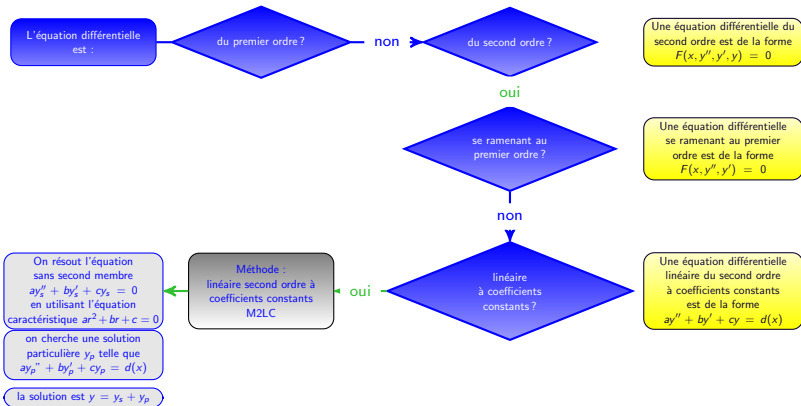 L'équation différentielle
est :
du premier ordre ?
non
du second ordre ?
Une équation différentielle du
second ordre est de la forme
F(x, y'', y', y) = 0
oui
se ramenant au
premier ordre ?
Une équation différentielle
se ramenant au premier
ordre est de la forme
F(x, y'', y') = 0
non
On résout l'équation
sans second membre
ay''ₛ + by'ₛ + cyₛ = 0
en utilisant l'équation
caractéristique ar² + br + c = 0
Méthode :
linéaire second ordre à
coefficients constants
M2LC
oui
linéaire
à coefficients
constants ?
Une équation différentielle
linéaire du second ordre
à coefficients constants
est de la forme
ay'' + by' + cy = d(x)
on cherche une solution
particulière yₚ telle que
ayₚ" + by'ₚ + cyₚ = d(x)
la solution est y = yₛ + yₚ